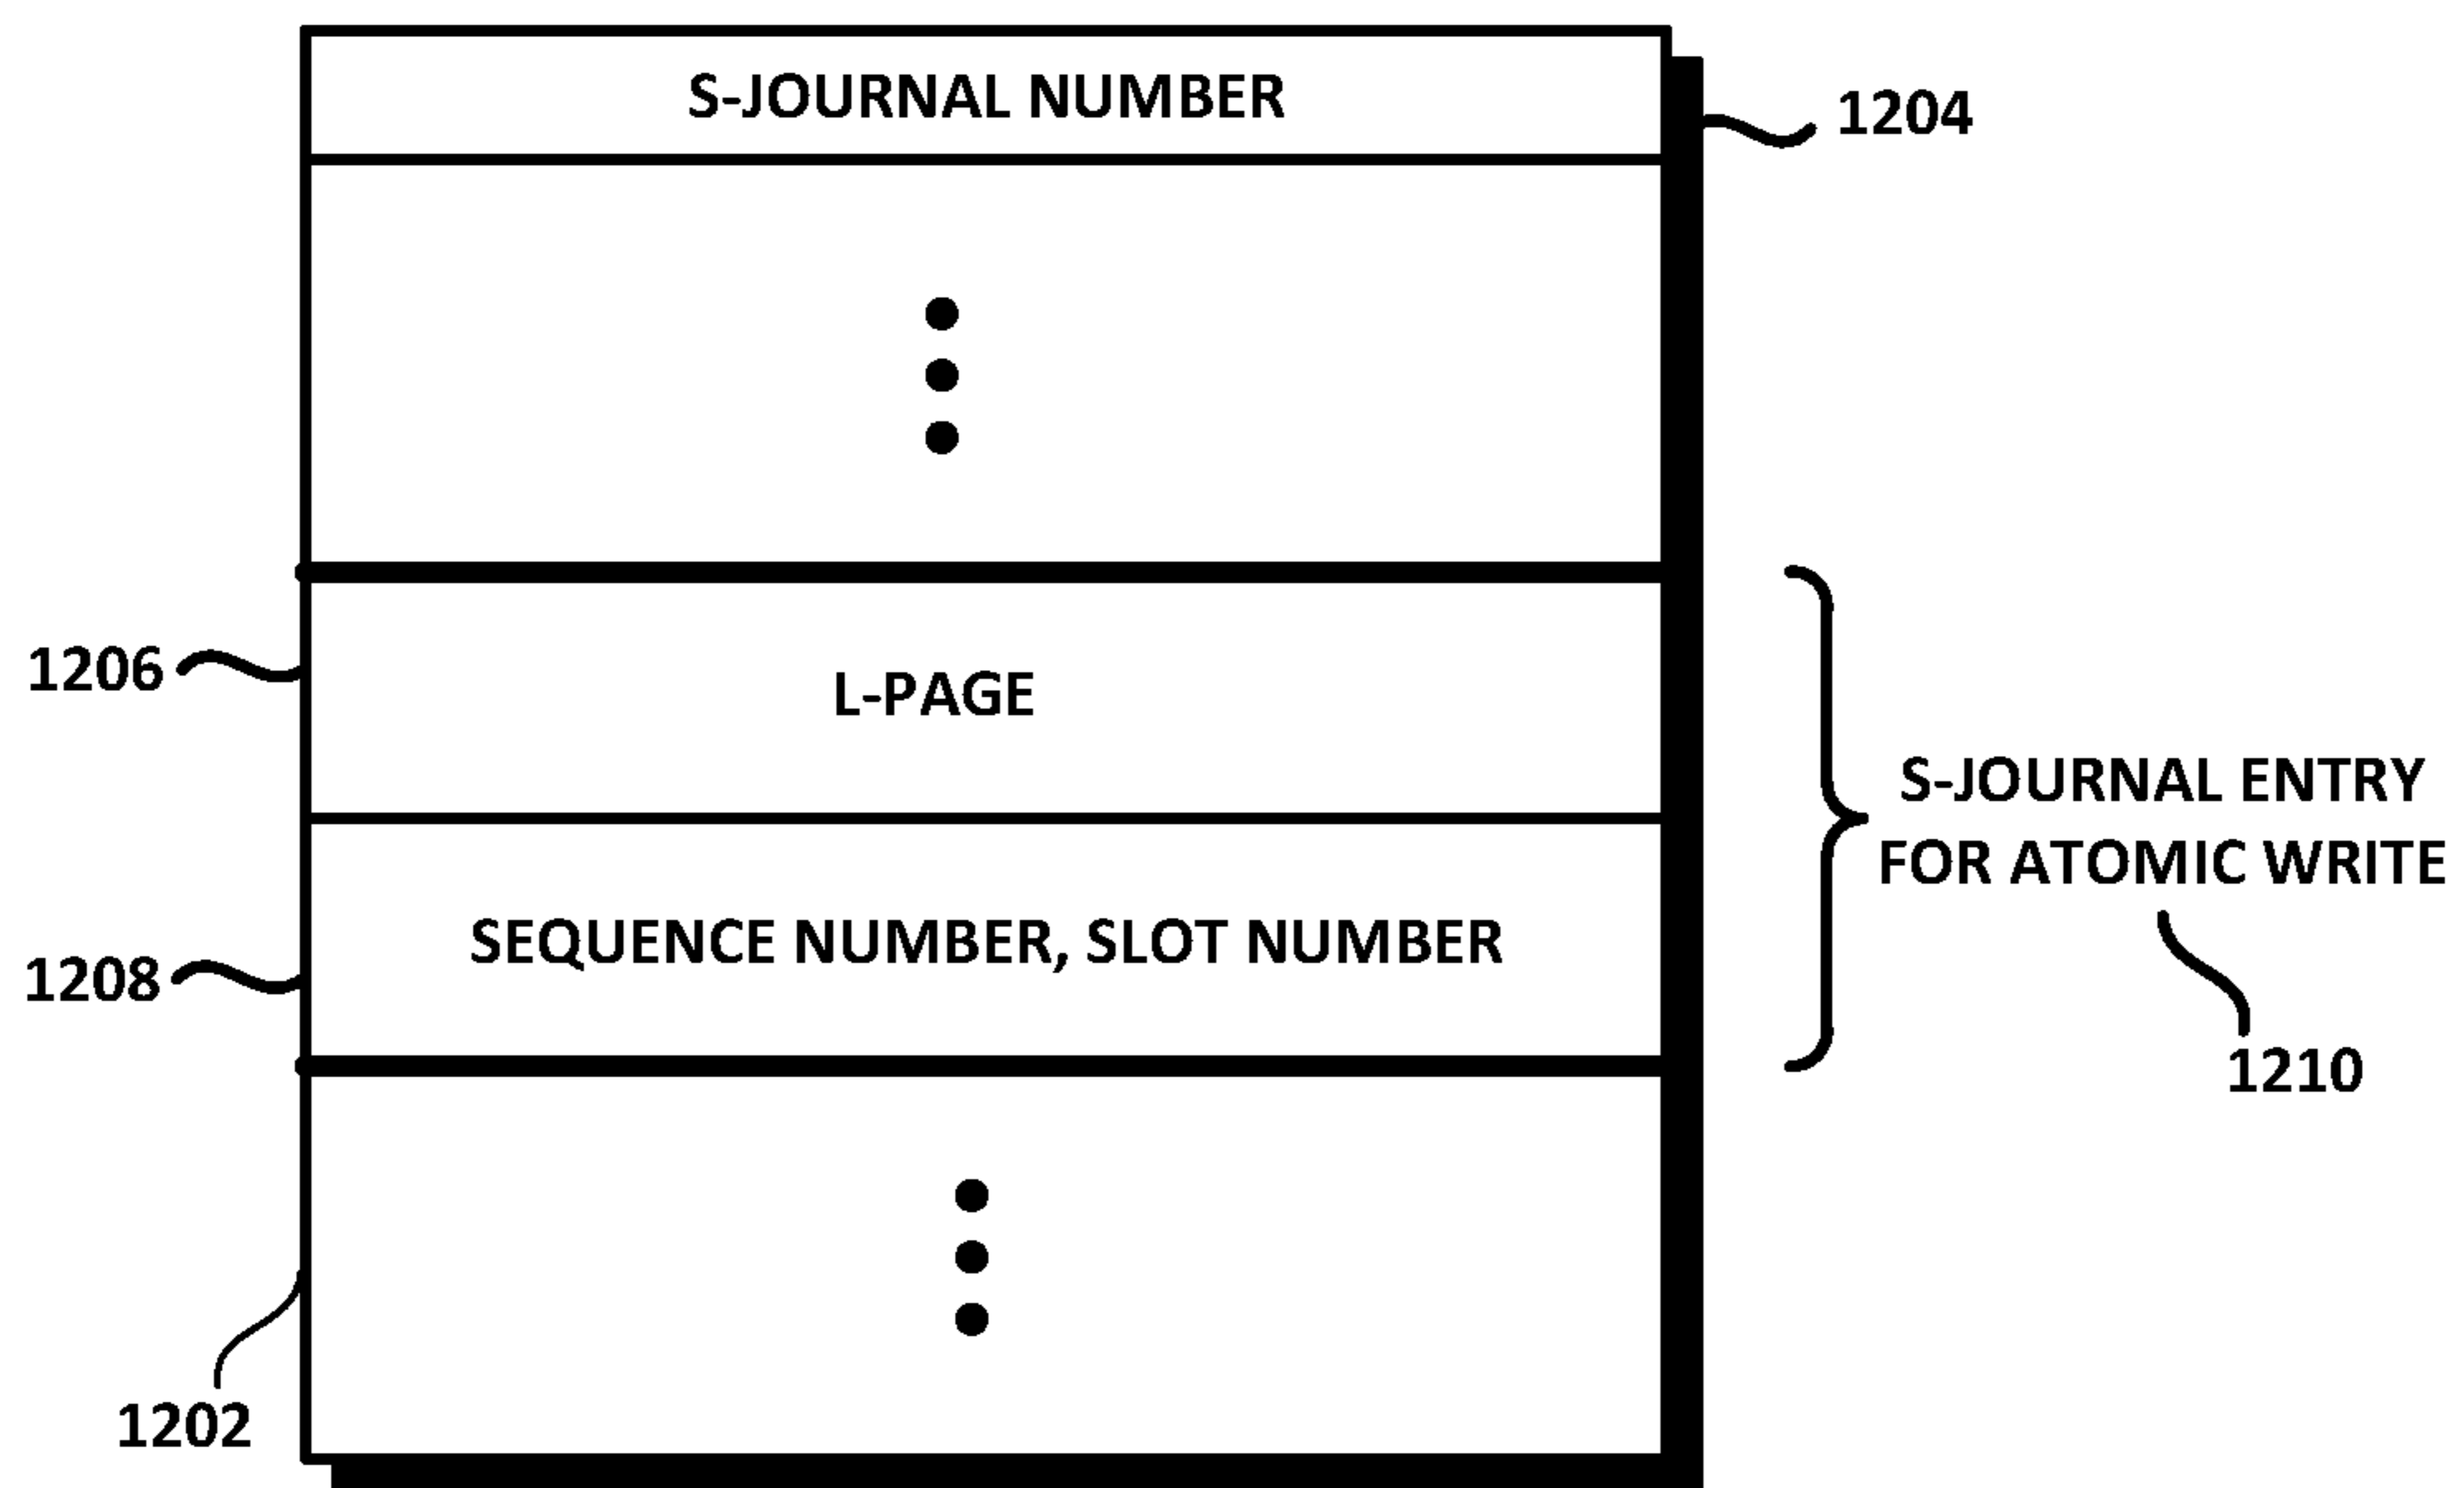 S-JOURNAL NUMBER
1204
1206
L-PAGE
S-JOURNAL ENTRY
FOR ATOMIC WRITE
SEQUENCE NUMBER, SLOT NUMBER
1208
1210
1202